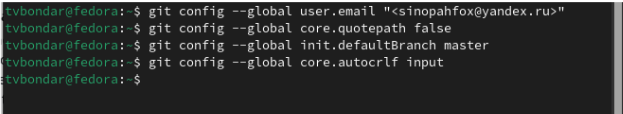 tvbondar@fedora:~$ git config --global user.email "<sinopahfox@yandex.ru>"
tvbondar@fedora:~$ git config --global core.quotepath false
tvbondar@fedora:~$ git config --global init.defaultBranch master
tvbondar@fedora:~$ git config --global core.autocrlf input
tvbondar@fedora:~$